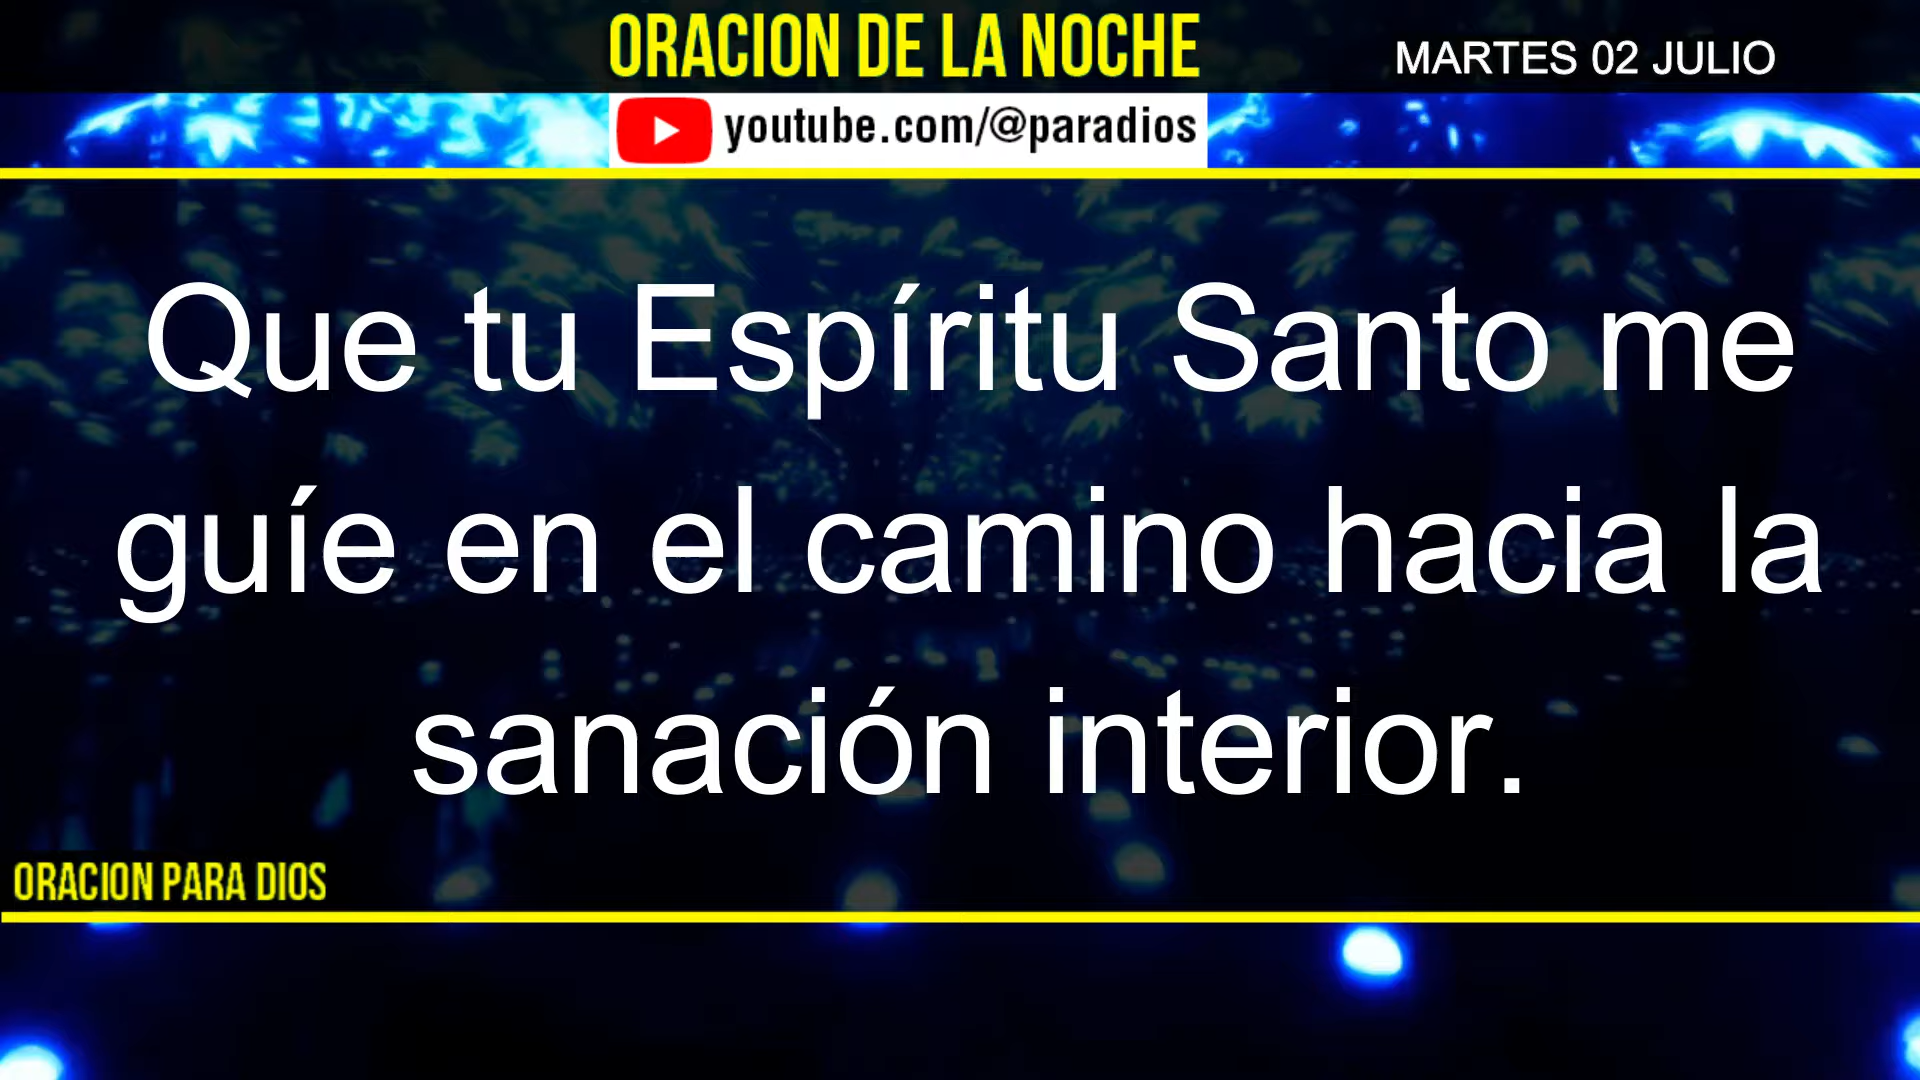 ORACION DE LA NOCHE
MARTES 02 JULIO
youtube.com/@paradios
Que tu Espíritu Santo me
guíe en el camino hacia la
sanación interior.
ORACION PARA DIOS